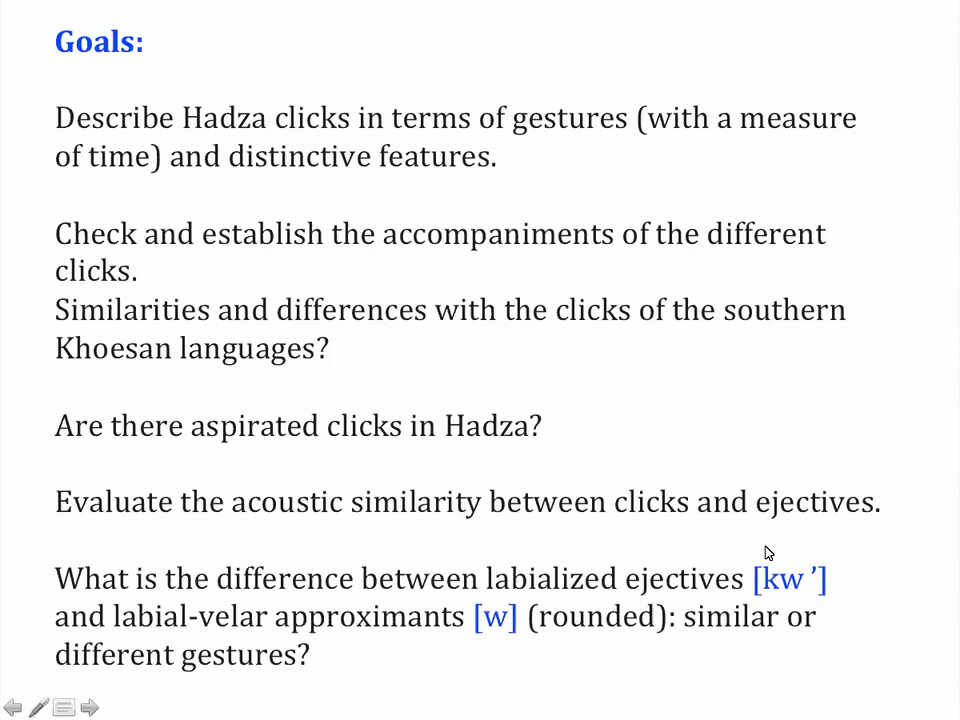 Goals:
Describe Hadza clicks in terms of gestures (with a measure
of time) and distinctive features.
Check and establish the accompaniments of the different
clicks.
Similarities and differences with the clicks of the southern
Khoesan languages?
Are there aspirated clicks in Hadza?
Evaluate the acoustic similarity between clicks and ejectives.
What is the difference between labialized ejectives [kw ’]
and labial-velar approximants [w] (rounded): similar or
different gestures?